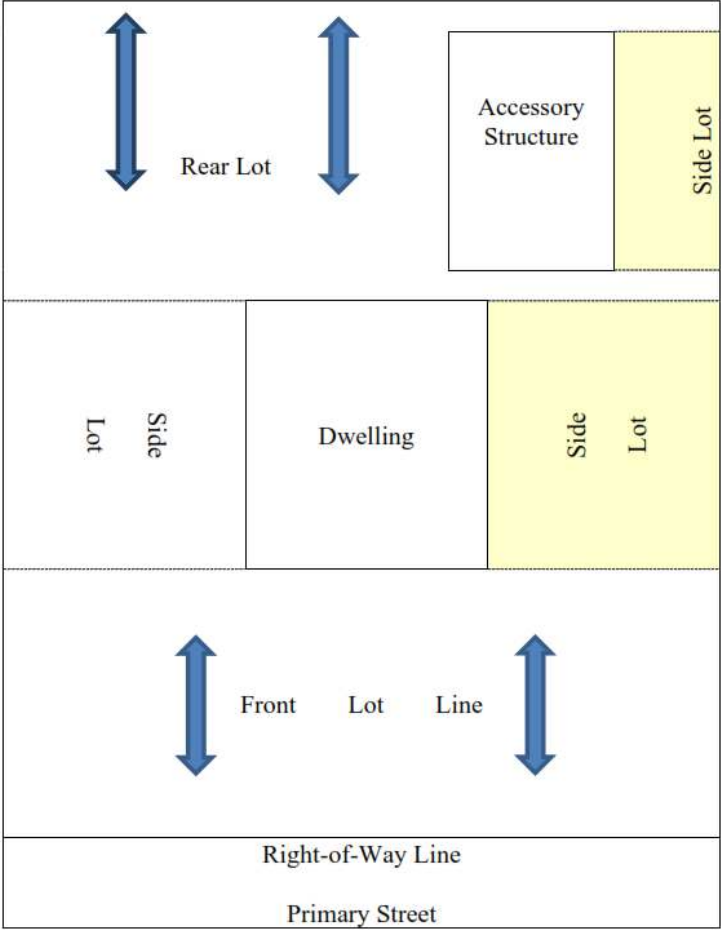 Accessory
Structure
Side Lot
Rear Lot
Side
Lot
Dwelling
Side
Lot
Front Lot Line
Right-of-Way Line
Primary Street